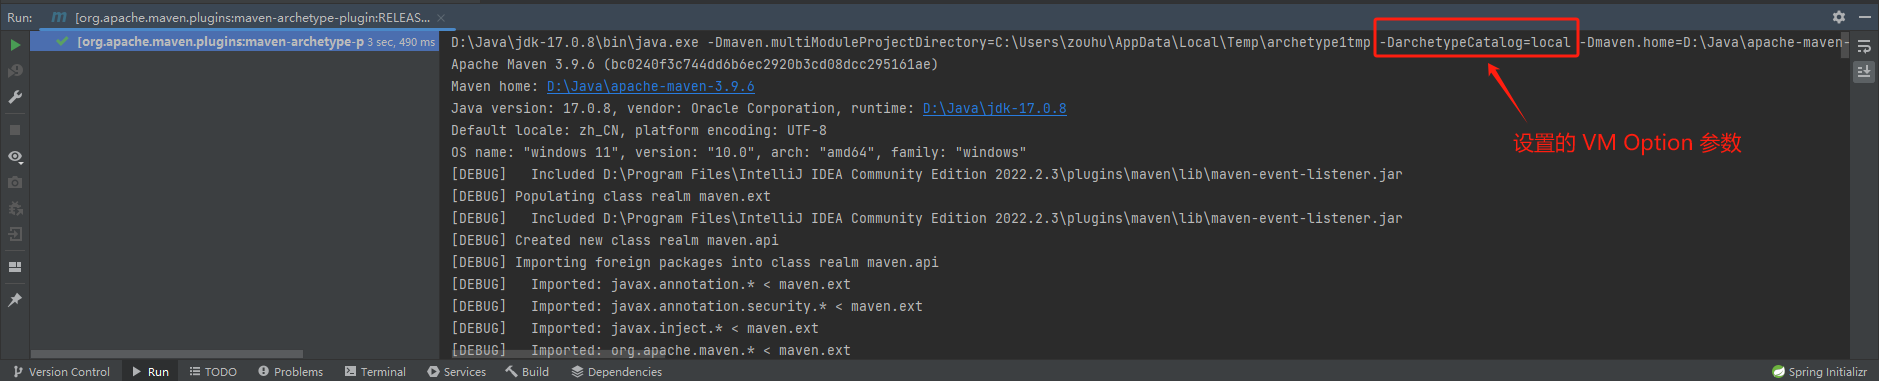 Run: [org.apache.maven.plugins:maven-archetype-plugin:RELEAS...
[org.apache.maven.plugins:maven-archetype-p 3 sec, 490 ms
D:\Java\jdk-17.0.8\bin\java.exe -Dmaven.multiModuleProjectDirectory=C:\Users\zouhu\AppData\Local\Temp\archetype1tmp -DarchetypeCatalog=local -Dmaven.home=D:\Java\apache-maven-
Apache Maven 3.9.6 (bc0240f3c744dd6b6ec2920b3cd08dcc295161ae)
Maven home: D:\Java\apache-maven-3.9.6
Java version: 17.0.8, vendor: Oracle Corporation, runtime: D:\Java\jdk-17.0.8
Default locale: zh_CN, platform encoding: UTF-8
设置的 VM Option 参数
OS name: "windows 11", version: "10.0", arch: "amd64", family: "windows"
[DEBUG]   Included D:\Program Files\IntelliJ IDEA Community Edition 2022.2.3\plugins\maven\lib\maven-event-listener.jar
[DEBUG] Populating class realm maven.ext
[DEBUG]   Included D:\Program Files\IntelliJ IDEA Community Edition 2022.2.3\plugins\maven\lib\maven-event-listener.jar
[DEBUG] Created new class realm maven.api
[DEBUG] Importing foreign packages into class realm maven.api
[DEBUG]   Imported: javax.annotation.* < maven.ext
[DEBUG]   Imported: javax.annotation.security.* < maven.ext
[DEBUG]   Imported: javax.inject.* < maven.ext
[DEBUG]   Imported: org.apache.maven.* < maven.ext
Version Control Run TODO Problems Terminal Services Build Dependencies Spring Initializr